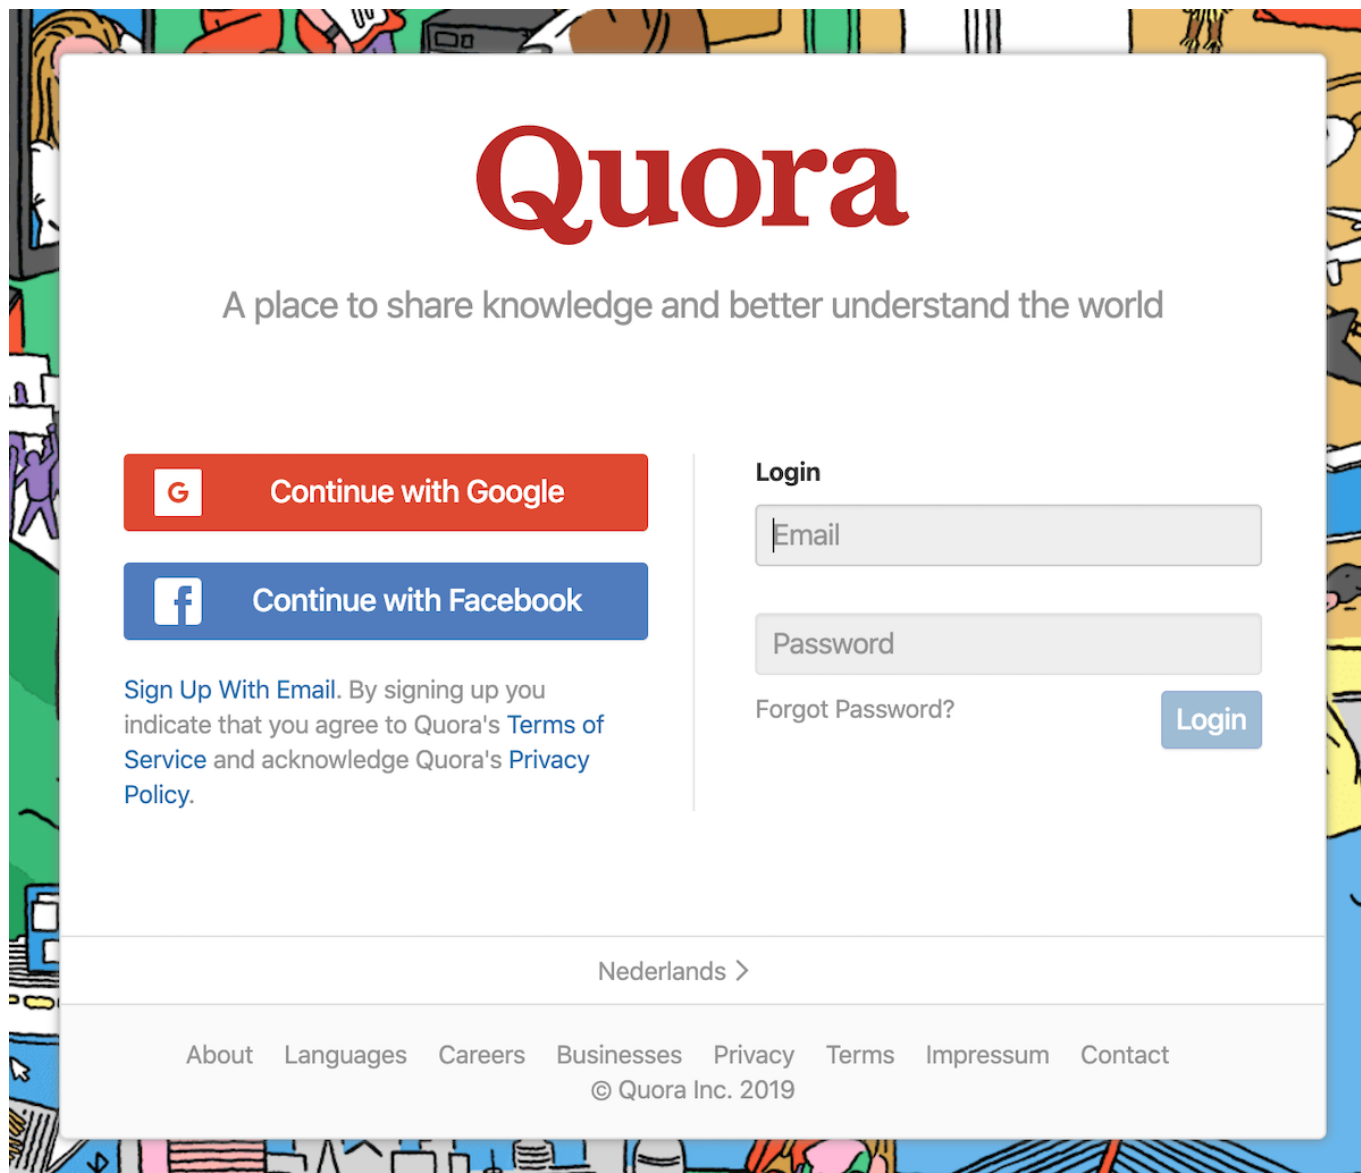 Quora
A place to share knowledge and better understand the world
G Continue with Google
f Continue with Facebook
Sign Up With Email. By signing up you
indicate that you agree to Quora's Terms of
Service and acknowledge Quora's Privacy
Policy.
Login
Email
Password
Forgot Password?
Login
Nederlands
About Languages Careers Businesses Privacy Terms Impressum Contact
© Quora Inc. 2019